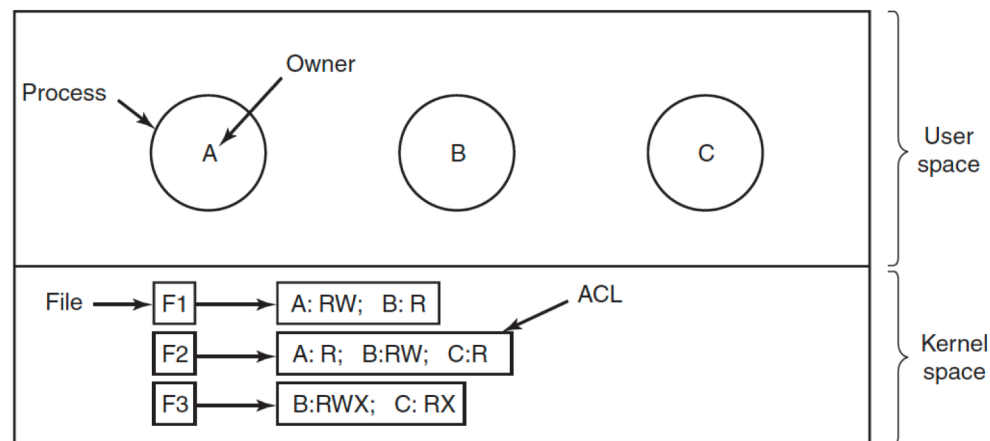 Owner
Process
A
B
C
User
space
File
F1
A: RW; B: R
ACL
F2
A: R; B:RW; C:R
F3
B:RWX; C: RX
Kernel
space